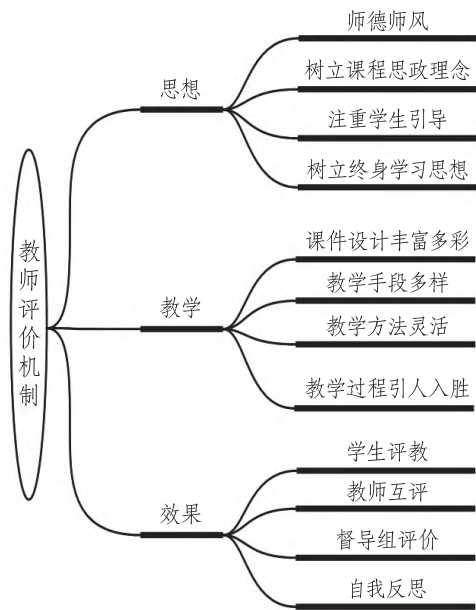 教师评价机制
思想
师德师风
树立课程思政理念
注重学生引导
树立终身学习思想
教学
课件设计丰富多彩
教学手段多样
教学方法灵活
教学过程引人入胜
效果
学生评教
教师互评
督导组评价
自我反思